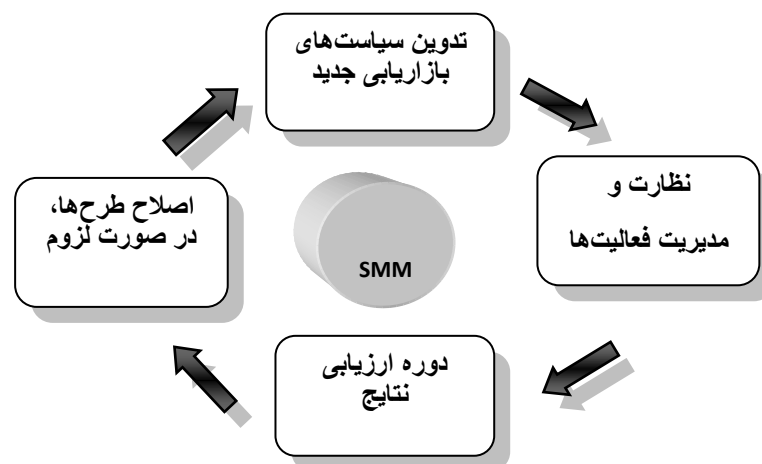 تدوین سیاست‌های
بازاریابی جدید
نظارت و
مدیریت فعالیت‌ها
اصلاح طرح‌ها،
در صورت لزوم
SMM
دوره ارزیابی
نتایج